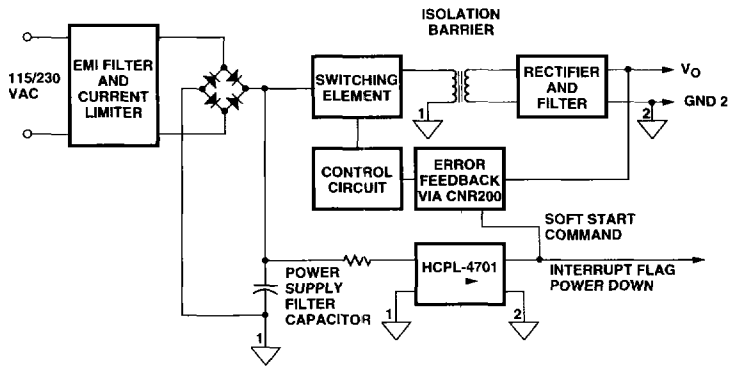 ISOLATION
BARRIER
115/230
VAC
EMI FILTER
AND
CURRENT
LIMITER
SWITCHING
ELEMENT
1
RECTIFIER
AND
FILTER
VO
GND 2
2
CONTROL
CIRCUIT
ERROR
FEEDBACK
VIA CNR200
SOFT START
COMMAND
POWER
SUPPLY
FILTER
CAPACITOR
HCPL-4701
INTERRUPT FLAG
POWER DOWN
1
1
2